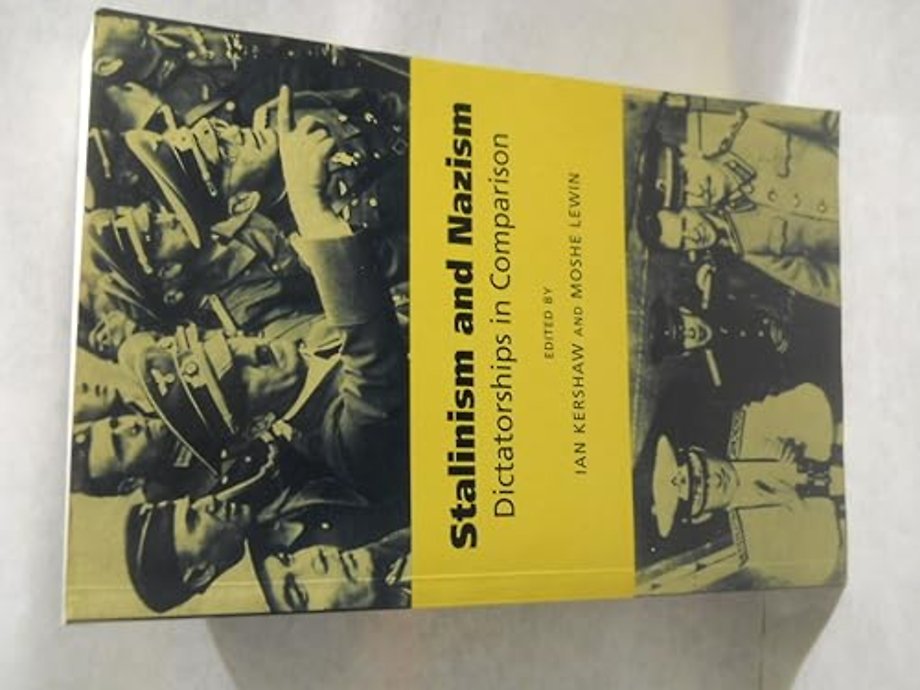 Stalinism and Nazism
Dictatorships in Comparison
EDITED BY
IAN KERSHAW AND MOSHE LEWIN